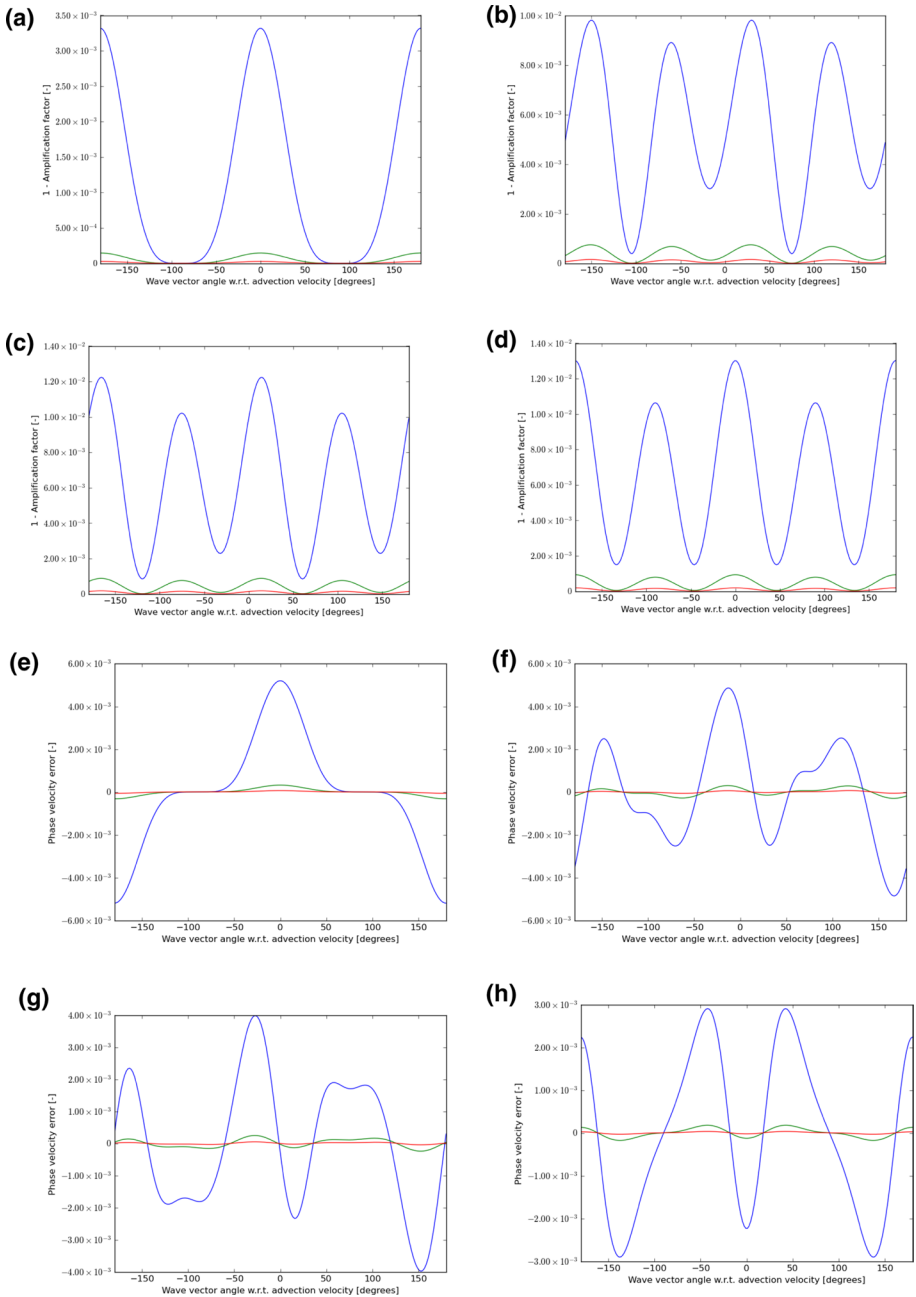 (a)
3.50 × 10⁻³
3.00 × 10⁻³
2.50 × 10⁻³
2.00 × 10⁻³
1.50 × 10⁻³
1.00 × 10⁻³
5.00 × 10⁻⁴
0
1 - Amplification factor [-]
−150 −100 −50 0 50 100 150
Wave vector angle w.r.t. advection velocity [degrees]
(b)
1.00 × 10⁻²
8.00 × 10⁻³
6.00 × 10⁻³
4.00 × 10⁻³
2.00 × 10⁻³
0
1 - Amplification factor [-]
−150 −100 −50 0 50 100 150
Wave vector angle w.r.t. advection velocity [degrees]
(c)
1.40 × 10⁻²
1.20 × 10⁻²
1.00 × 10⁻²
8.00 × 10⁻³
6.00 × 10⁻³
4.00 × 10⁻³
2.00 × 10⁻³
0
1 - Amplification factor [-]
−150 −100 −50 0 50 100 150
Wave vector angle w.r.t. advection velocity [degrees]
(d)
1.40 × 10⁻²
1.20 × 10⁻²
1.00 × 10⁻²
8.00 × 10⁻³
6.00 × 10⁻³
4.00 × 10⁻³
2.00 × 10⁻³
0
1 - Amplification factor [-]
−150 −100 −50 0 50 100 150
Wave vector angle w.r.t. advection velocity [degrees]
(e)
6.00 × 10⁻³
4.00 × 10⁻³
2.00 × 10⁻³
0
−2.00 × 10⁻³
−4.00 × 10⁻³
−6.00 × 10⁻³
Phase velocity error [-]
−150 −100 −50 0 50 100 150
Wave vector angle w.r.t. advection velocity [degrees]
(f)
6.00 × 10⁻³
4.00 × 10⁻³
2.00 × 10⁻³
0
−2.00 × 10⁻³
−4.00 × 10⁻³
−6.00 × 10⁻³
Phase velocity error [-]
−150 −100 −50 0 50 100 150
Wave vector angle w.r.t. advection velocity [degrees]
(g)
4.00 × 10⁻³
3.00 × 10⁻³
2.00 × 10⁻³
1.00 × 10⁻³
0
−1.00 × 10⁻³
−2.00 × 10⁻³
−3.00 × 10⁻³
−4.00 × 10⁻³
Phase velocity error [-]
−150 −100 −50 0 50 100 150
Wave vector angle w.r.t. advection velocity [degrees]
(h)
3.00 × 10⁻³
2.00 × 10⁻³
1.00 × 10⁻³
0
−1.00 × 10⁻³
−2.00 × 10⁻³
−3.00 × 10⁻³
Phase velocity error [-]
−150 −100 −50 0 50 100 150
Wave vector angle w.r.t. advection velocity [degrees]